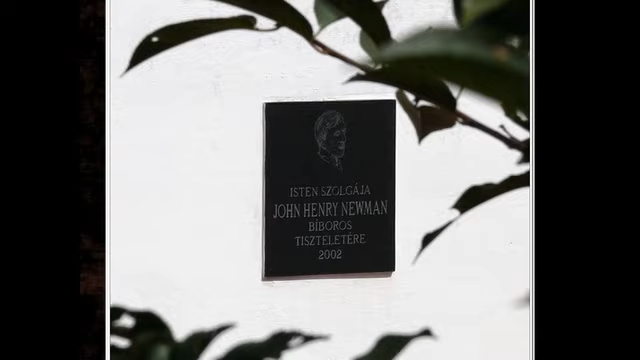 ISTEN SZOLGÁJA
JOHN HENRY NEWMAN
BÍBOROS
TISZTELETÉRE
2002